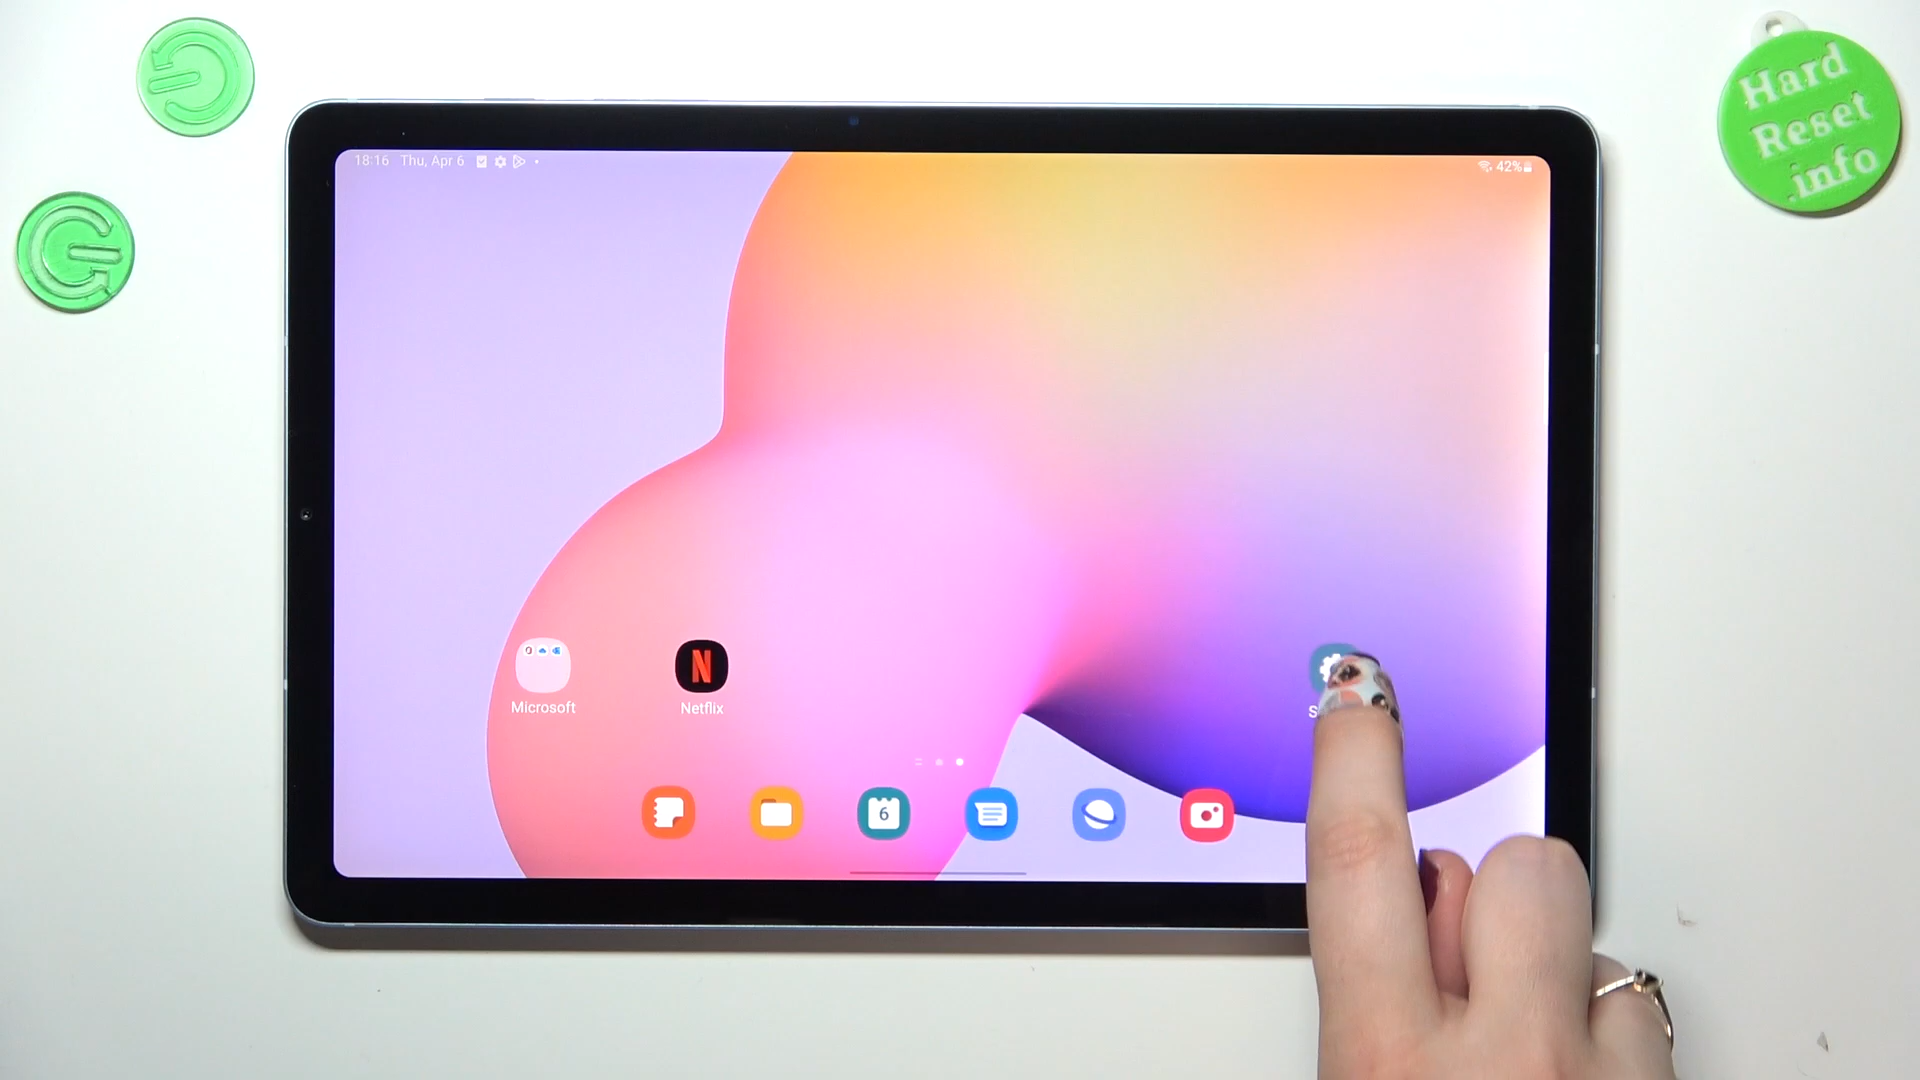 Hard
Reset
.info
18:16 Thu, Apr 6
42%
Microsoft
Netflix
6